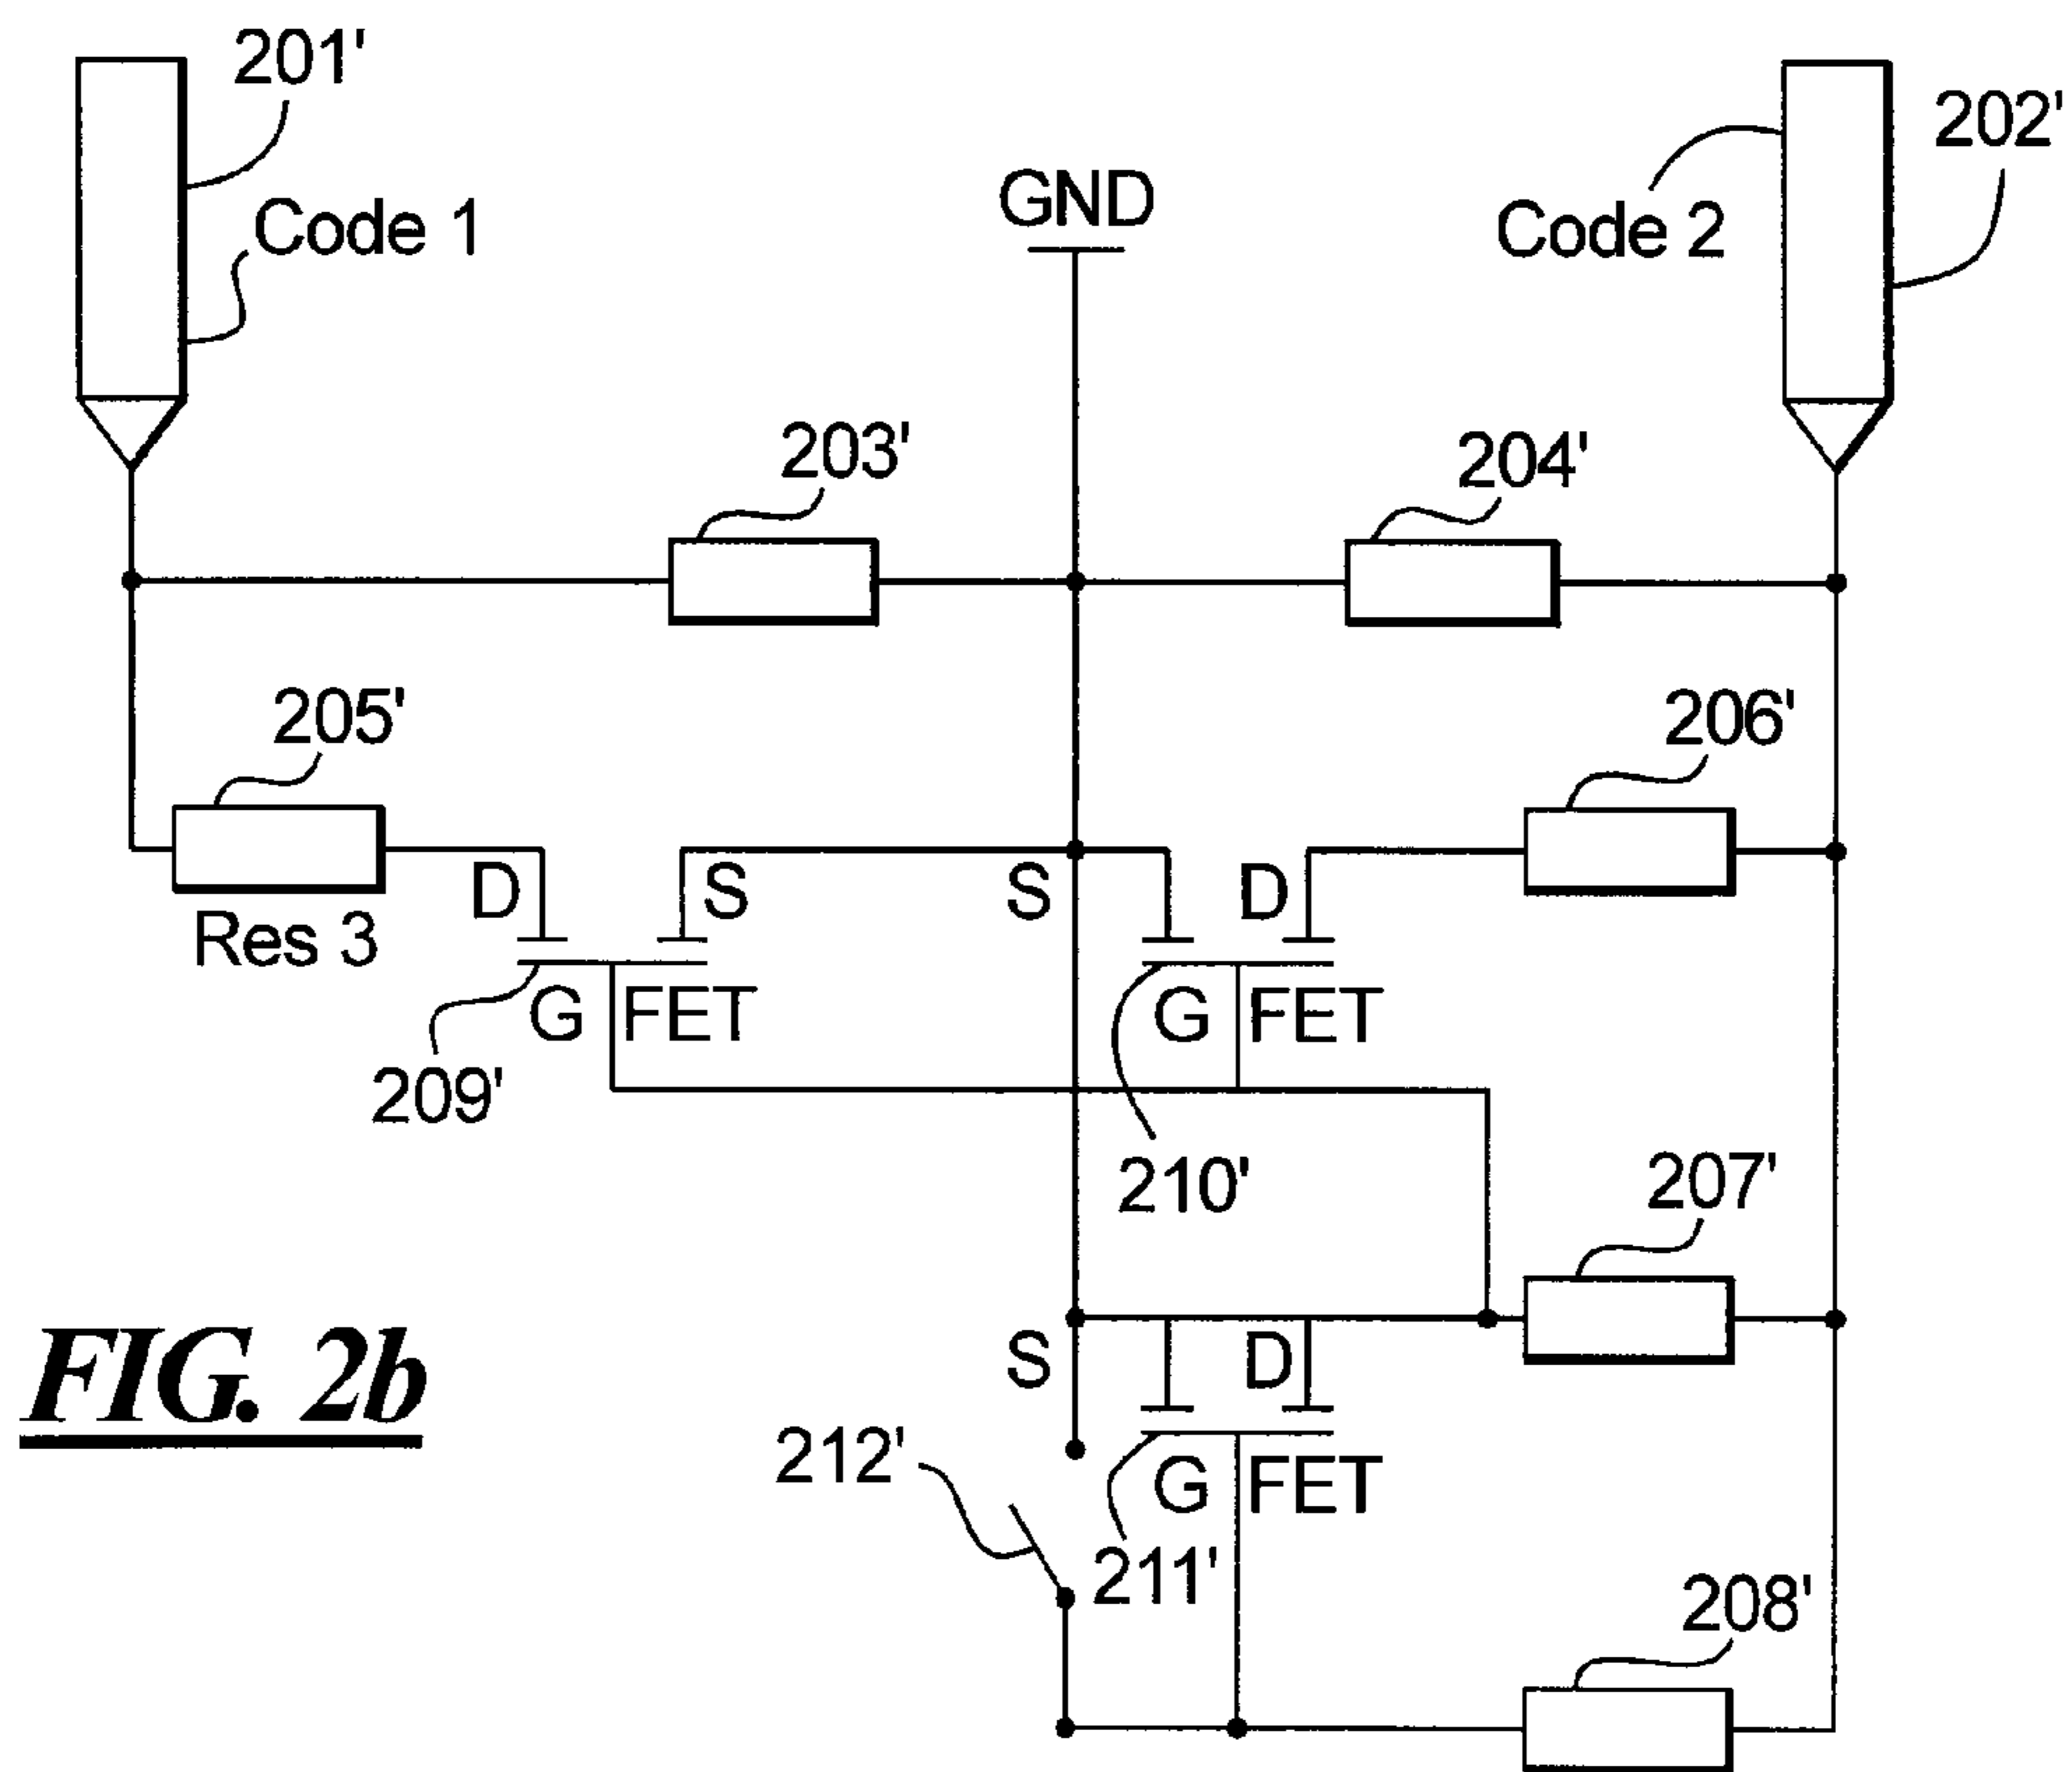 201'
202'
Code 1
GND
Code 2
203'
204'
205'
206'
D
S
S
D
Res 3
G
FET
G
FET
209'
210'
207'
FIG. 2b
S
D
212'
G
FET
211'
208'